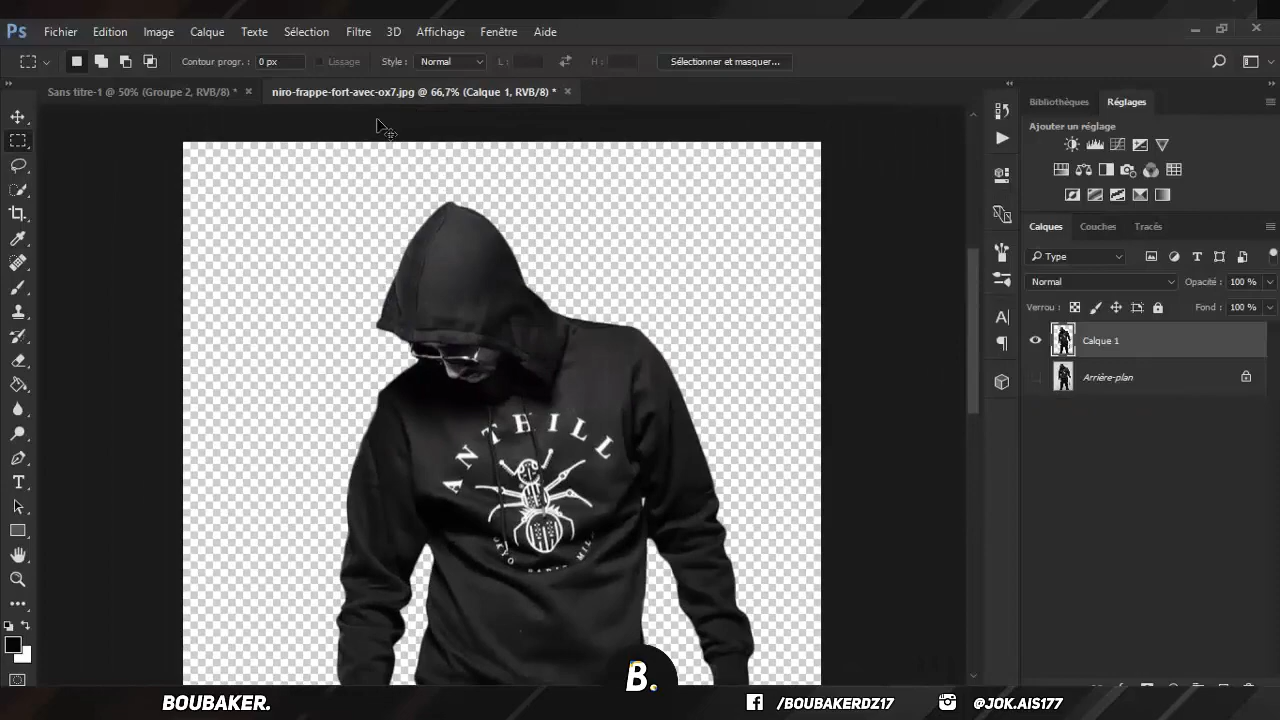 Ps Fichier Edition Image Calque Texte Sélection Filtre 3D Affichage Fenêtre Aide
Contour progr. : 0 px Lissage Style : Normal L : H : Sélectionner et masquer...
Sans titre-1 @ 50% (Groupe 2, RVB/8) * × niro-frappe-fort-avec-ox7.jpg @ 66,7% (Calque 1, RVB/8) * ×
Bibliothèques Réglages
Ajouter un réglage
Calques Couches Tracés
Type
Normal Opacité : 100 %
Verrou : Fond : 100 %
Calque 1
Arrière-plan
ANTHILL
B.
BOUBAKER. /BOUBAKERDZ17 @JOK.AIS177